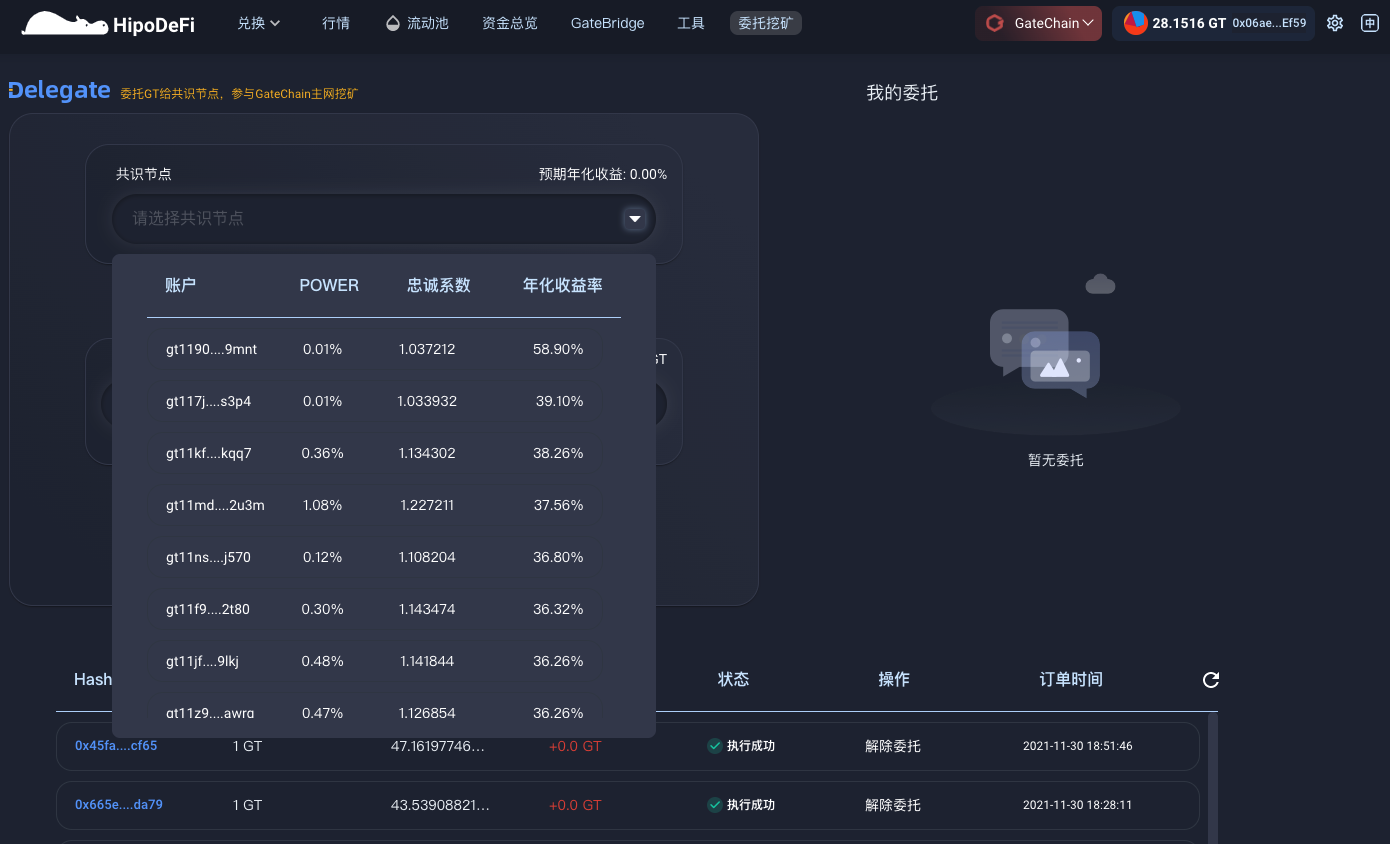 HipoDeFi 兑换 行情 流动池 资金总览 GateBridge 工具 委托挖矿 GateChain 28.1516 GT 0x06ae...Ef59 中
Delegate 委托GT给共识节点，参与GateChain主网挖矿
我的委托
共识节点 预期年化收益: 0.00%
请选择共识节点
账户 POWER 忠诚系数 年化收益率
gt1190....9mnt 0.01% 1.037212 58.90%
gt117j....s3p4 0.01% 1.033932 39.10%
gt11kf....kqq7 0.36% 1.134302 38.26%
gt11md....2u3m 1.08% 1.227211 37.56%
gt11ns....j570 0.12% 1.108204 36.80%
gt11f9....2t80 0.30% 1.143474 36.32%
gt11jf....9lkj 0.48% 1.141844 36.26%
gt11z9....awrq 0.47% 1.126854 36.26%
GT
暂无委托
Hash 状态 操作 订单时间
0x45fa....cf65 1 GT 47.16197746... +0.0 GT 执行成功 解除委托 2021-11-30 18:51:46
0x665e....da79 1 GT 43.53908821... +0.0 GT 执行成功 解除委托 2021-11-30 18:28:11